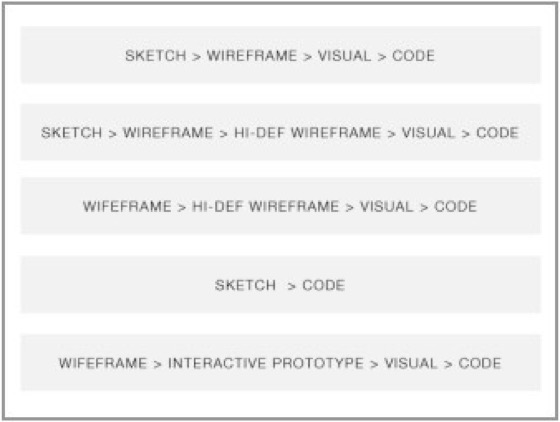 SKETCH > WIREFRAME > VISUAL > CODE
SKETCH > WIREFRAME > HI-DEF WIREFRAME > VISUAL > CODE
WIFEFRAME > HI-DEF WIREFRAME > VISUAL > CODE
SKETCH > CODE
WIFEFRAME > INTERACTIVE PROTOTYPE > VISUAL > CODE